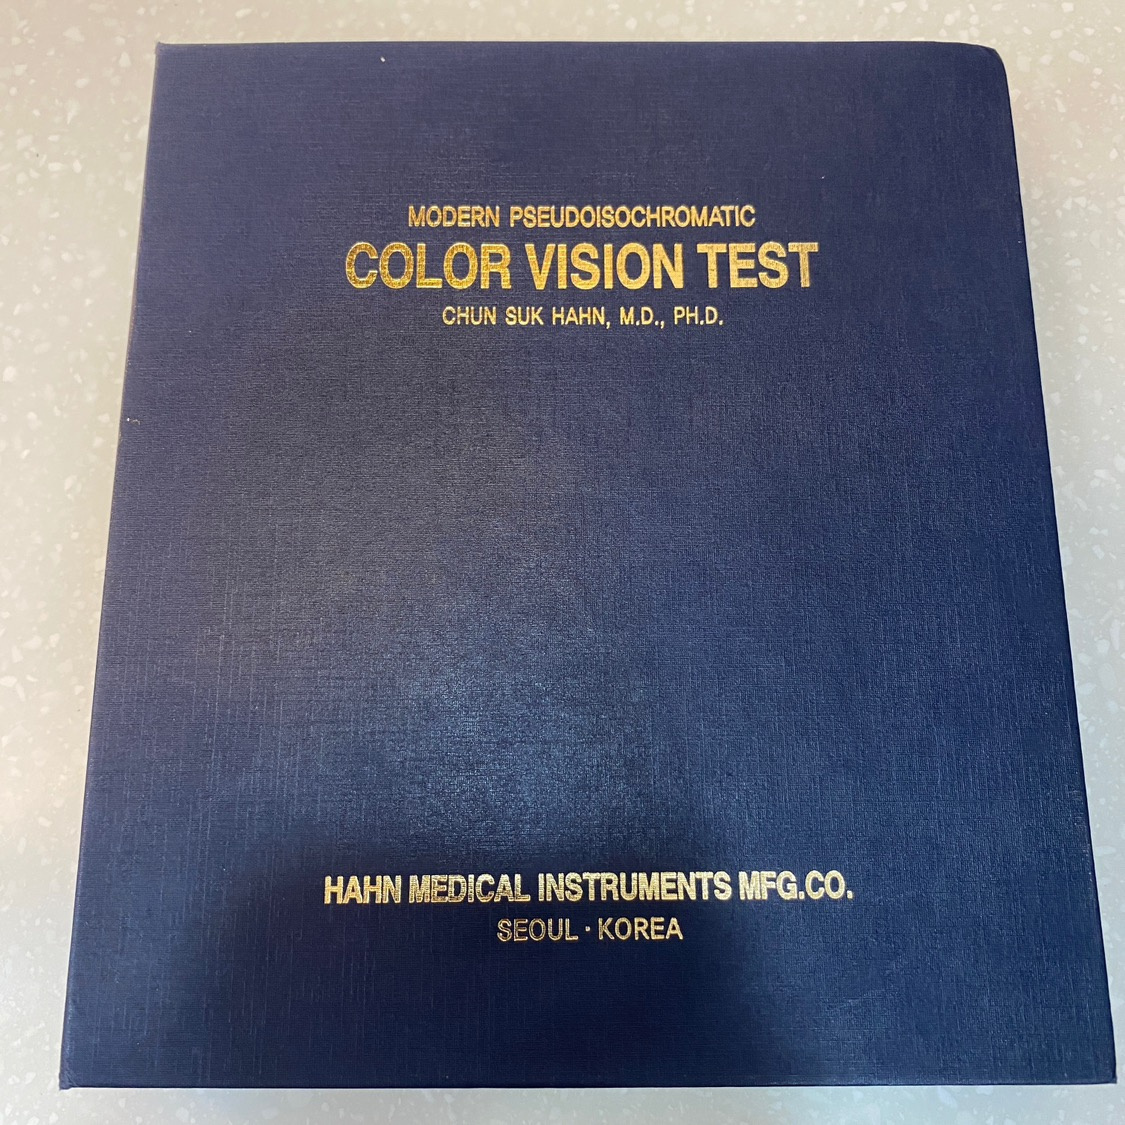 MODERN PSEUDOISOCHROMATIC
COLOR VISION TEST
CHUN SUK HAHN, M.D., PH.D.
HAHN MEDICAL INSTRUMENTS MFG.CO.
SEOUL · KOREA